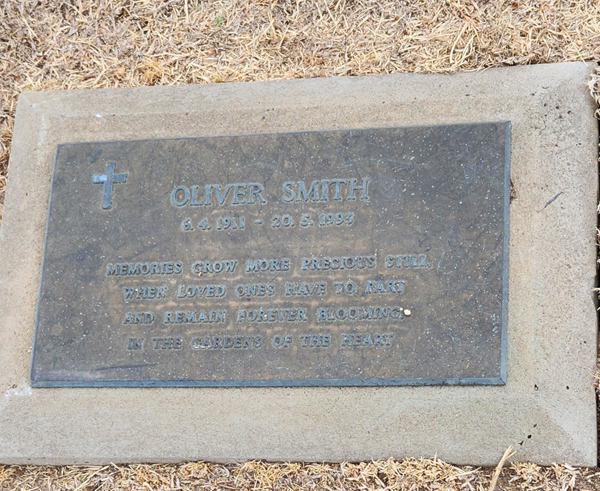 OLIVER SMITH
6. 4. 1911 - 20. 5. 1993
MEMORIES GROW MORE PRECIOUS STILL
WHEN LOVED ONES HAVE TO PART
AND REMAIN FOREVER BLOOMING
IN THE GARDENS OF THE HEART